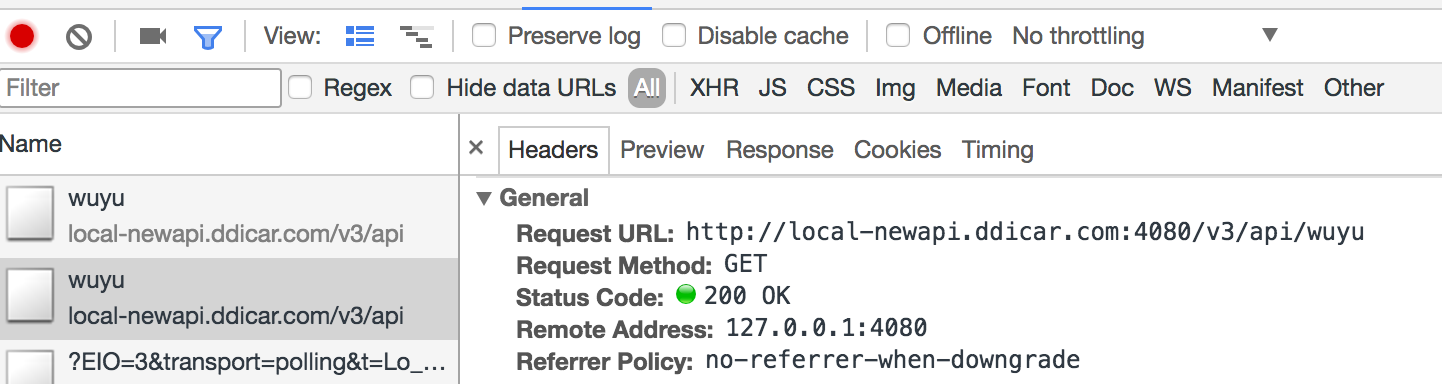 View: Preserve log Disable cache Offline No throttling
Filter Regex Hide data URLs All XHR JS CSS Img Media Font Doc WS Manifest Other
Name
× Headers Preview Response Cookies Timing
wuyu
local-newapi.ddicar.com/v3/api
wuyu
local-newapi.ddicar.com/v3/api
?EIO=3&transport=polling&t=Lo_...
General
Request URL: http://local-newapi.ddicar.com:4080/v3/api/wuyu
Request Method: GET
Status Code: 200 OK
Remote Address: 127.0.0.1:4080
Referrer Policy: no-referrer-when-downgrade